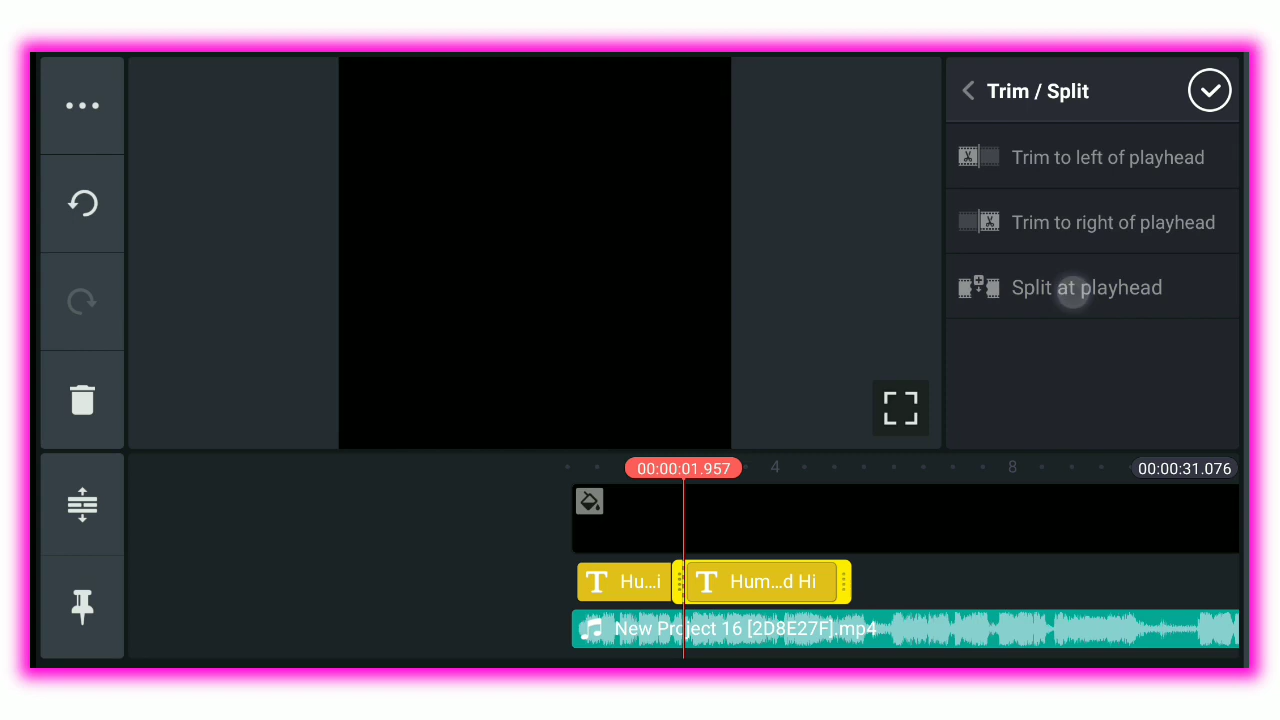 Trim / Split
Trim to left of playhead
Trim to right of playhead
Split at playhead
00:00:01.957
4
8
00:00:31.076
T Hu...i
T Hum...d Hi
New Project 16 [2D8E27F].mp4